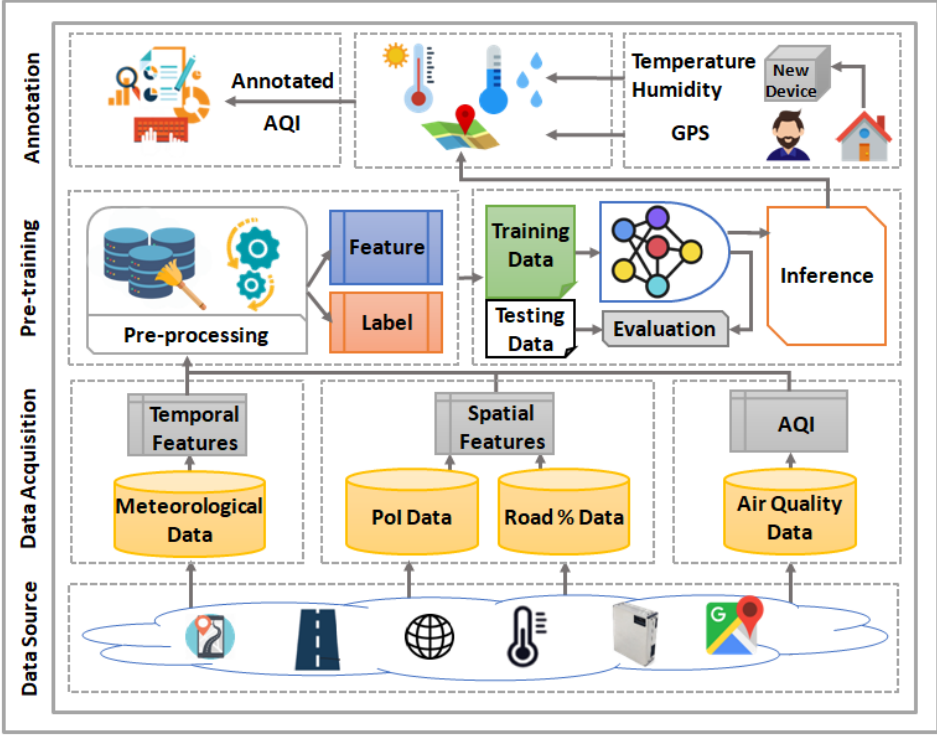 Annotation
Annotated
AQI
Temperature
Humidity
GPS
New
Device
Pre-training
Pre-processing
Feature
Label
Training
Data
Testing
Data
Evaluation
Inference
Data Acquisition
Temporal
Features
Meteorological
Data
Spatial
Features
PoI Data
Road % Data
AQI
Air Quality
Data
Data Source
G